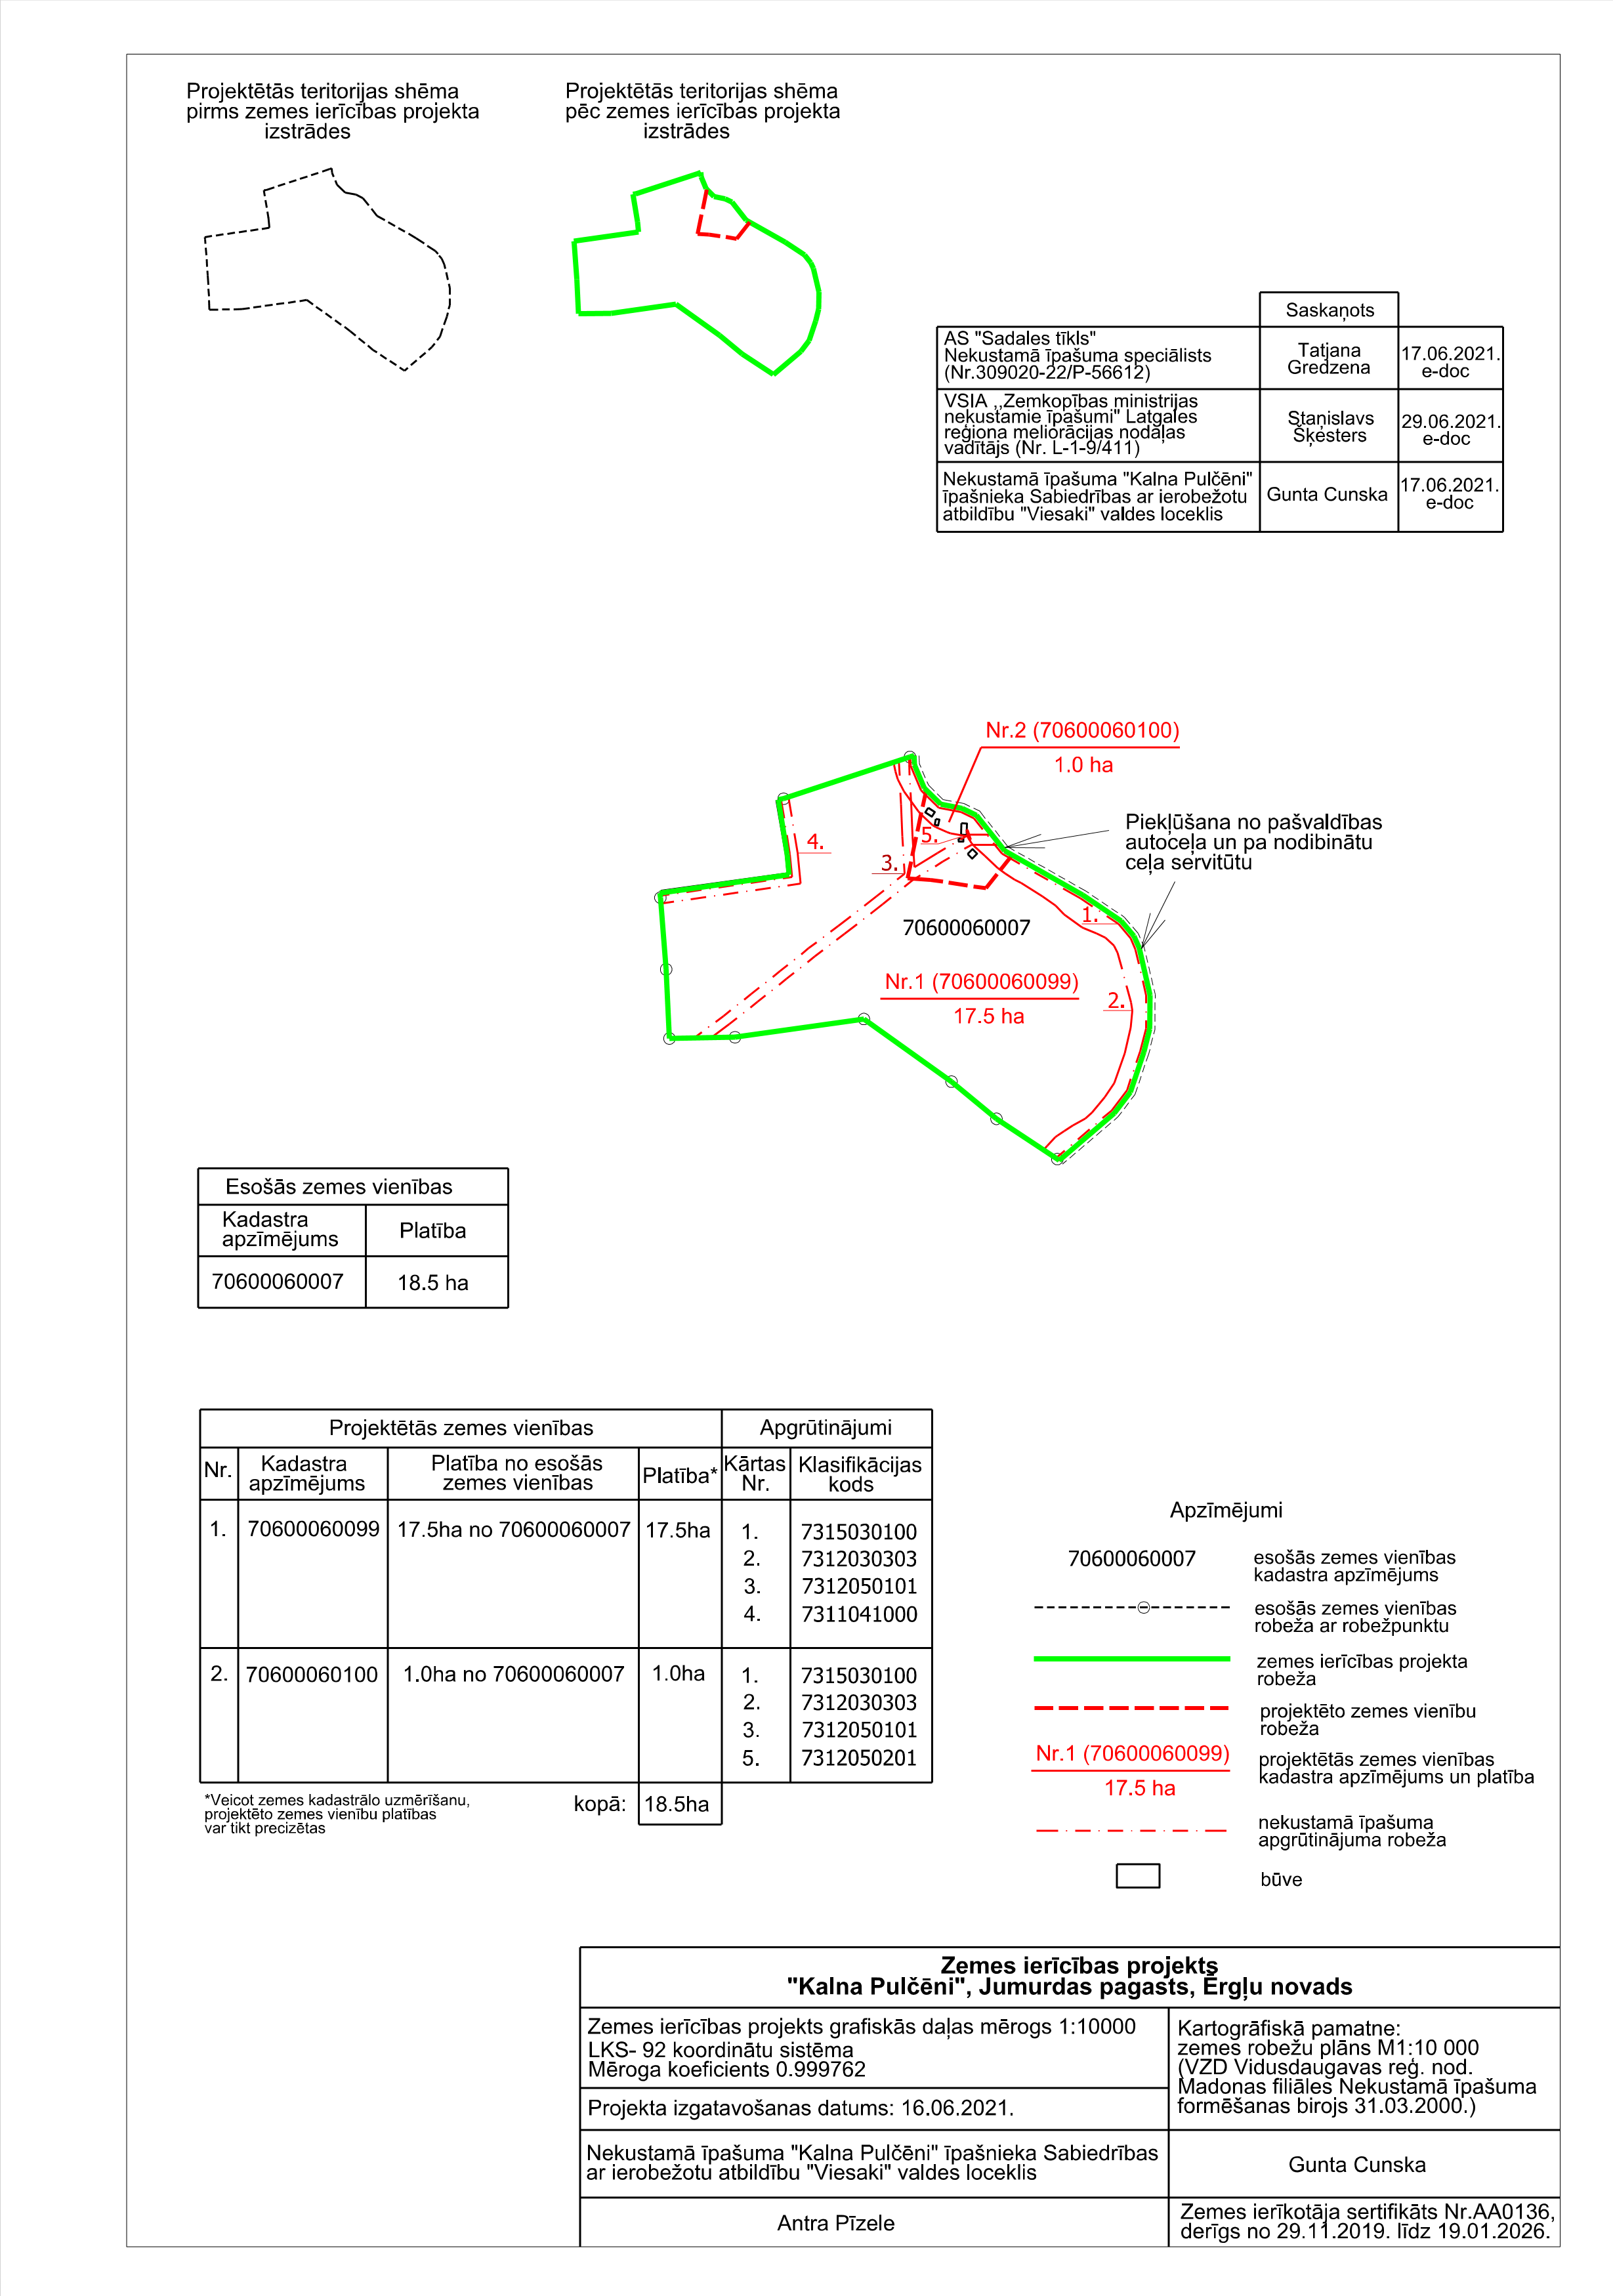 Projektētās teritorijas shēma
pirms zemes ierīcības projekta
izstrādes
Projektētās teritorijas shēma
pēc zemes ierīcības projekta
izstrādes
Saskaņots
AS "Sadales tīkls"
Nekustamā īpašuma speciālists
(Nr.309020-22/P-56612)
Tatjana
Gredzena
17.06.2021.
e-doc
VSIA ,,Zemkopības ministrijas
nekustamie īpašumi" Latgales
reģiona meliorācijas nodaļas
vadītājs (Nr. L-1-9/411)
Staņislavs
Šķesters
29.06.2021.
e-doc
Nekustamā īpašuma "Kalna Pulčēni"
īpašnieka Sabiedrības ar ierobežotu
atbildību "Viesaki" valdes loceklis
Gunta Cunska
17.06.2021.
e-doc
Nr.2 (70600060100)
1.0 ha
Piekļūšana no pašvaldības
autoceļa un pa nodibinātu
ceļa servitūtu
4.
5.
3.
1.
70600060007
Nr.1 (70600060099)
17.5 ha
2.
Esošās zemes vienības
Kadastra
apzīmējums
Platība
70600060007
18.5 ha
Projektētās zemes vienības
Apgrūtinājumi
Nr.
Kadastra
apzīmējums
Platība no esošās
zemes vienības
Platība*
Kārtas
Nr.
Klasifikācijas
kods
1. 70600060099 17.5ha no 70600060007 17.5ha 1. 7315030100
2. 7312030303
3. 7312050101
4. 7311041000
2. 70600060100 1.0ha no 70600060007 1.0ha 1. 7315030100
2. 7312030303
3. 7312050101
5. 7312050201
*Veicot zemes kadastrālo uzmērīšanu,
projektēto zemes vienību platības
var tikt precizētas
kopā: 18.5ha
Apzīmējumi
70600060007
esošās zemes vienības
kadastra apzīmējums
esošās zemes vienības
robeža ar robežpunktu
zemes ierīcības projekta
robeža
projektēto zemes vienību
robeža
Nr.1 (70600060099)
17.5 ha
projektētās zemes vienības
kadastra apzīmējums un platība
nekustamā īpašuma
apgrūtinājuma robeža
būve
Zemes ierīcības projekts
"Kalna Pulčēni", Jumurdas pagasts, Ērgļu novads
Zemes ierīcības projekts grafiskās daļas mērogs 1:10000
LKS- 92 koordinātu sistēma
Mēroga koeficients 0.999762
Kartogrāfiskā pamatne:
zemes robežu plāns M1:10 000
(VZD Vidusdaugavas reģ. nod.
Madonas filiāles Nekustamā īpašuma
formēšanas birojs 31.03.2000.)
Projekta izgatavošanas datums: 16.06.2021.
Nekustamā īpašuma "Kalna Pulčēni" īpašnieka Sabiedrības
ar ierobežotu atbildību "Viesaki" valdes loceklis
Gunta Cunska
Antra Pīzele
Zemes ierīkotāja sertifikāts Nr.AA0136,
derīgs no 29.11.2019. līdz 19.01.2026.